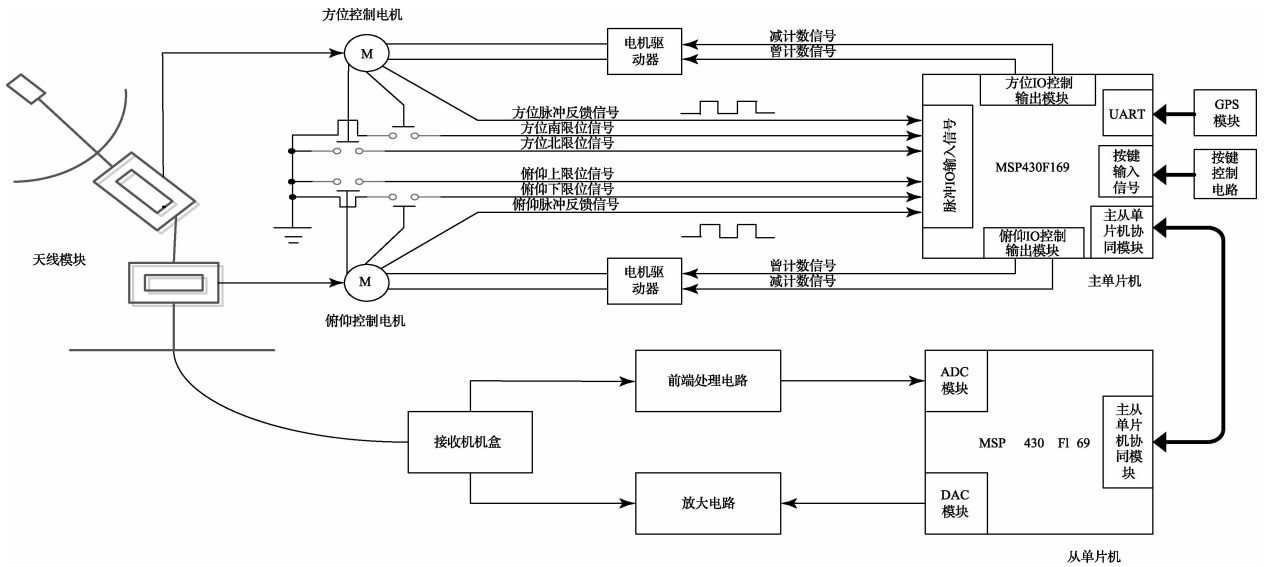 方位控制电机
M
电机驱
动器
减计数信号
曾计数信号
方位IO控制
输出模块
UART
GPS
模块
方位脉冲反馈信号
方位南限位信号
方位北限位信号
俯仰上限位信号
俯仰下限位信号
俯仰脉冲反馈信号
脉冲IO输入信号
MSP430F169
按键
输入
信号
按键
控制
电路
主从单
片机协
同模块
俯仰IO控制
输出模块
天线模块
M
俯仰控制电机
电机驱
动器
曾计数信号
减计数信号
主单片机
接收机机盒
前端处理电路
放大电路
ADC
模块
MSP 430 Fl 69
主从
单片
机协
同模
块
DAC
模块
从单片机